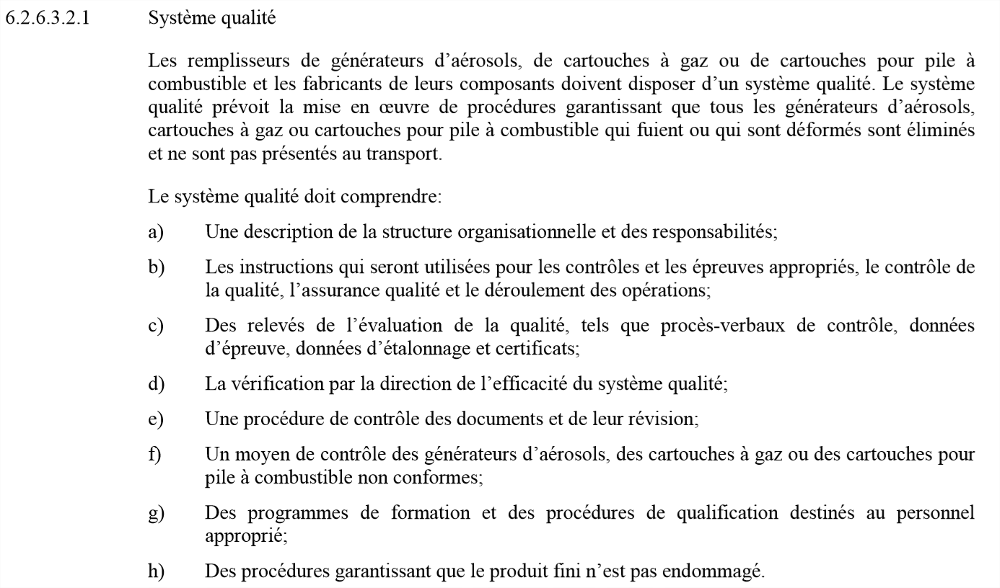 6.2.6.3.2.1 Système qualité
Les remplisseurs de générateurs d’aérosols, de cartouches à gaz ou de cartouches pour pile à
combustible et les fabricants de leurs composants doivent disposer d’un système qualité. Le système
qualité prévoit la mise en œuvre de procédures garantissant que tous les générateurs d’aérosols,
cartouches à gaz ou cartouches pour pile à combustible qui fuient ou qui sont déformés sont éliminés
et ne sont pas présentés au transport.
Le système qualité doit comprendre:
a) Une description de la structure organisationnelle et des responsabilités;
b) Les instructions qui seront utilisées pour les contrôles et les épreuves appropriés, le contrôle de
la qualité, l’assurance qualité et le déroulement des opérations;
c) Des relevés de l’évaluation de la qualité, tels que procès-verbaux de contrôle, données
d’épreuve, données d’étalonnage et certificats;
d) La vérification par la direction de l’efficacité du système qualité;
e) Une procédure de contrôle des documents et de leur révision;
f) Un moyen de contrôle des générateurs d’aérosols, des cartouches à gaz ou des cartouches pour
pile à combustible non conformes;
g) Des programmes de formation et des procédures de qualification destinés au personnel
approprié;
h) Des procédures garantissant que le produit fini n’est pas endommagé.